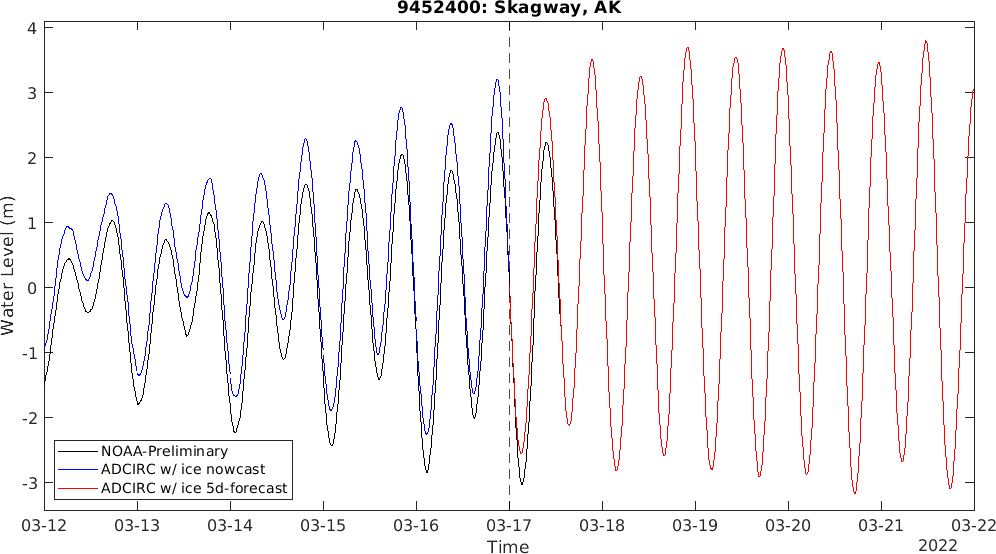 9452400: Skagway, AK
4
3
2
1
0
-1
-2
-3
Water Level (m)
NOAA-Preliminary
ADCIRC w/ ice nowcast
ADCIRC w/ ice 5d-forecast
03-12 03-13 03-14 03-15 03-16 03-17 03-18 03-19 03-20 03-21 03-22
Time
2022